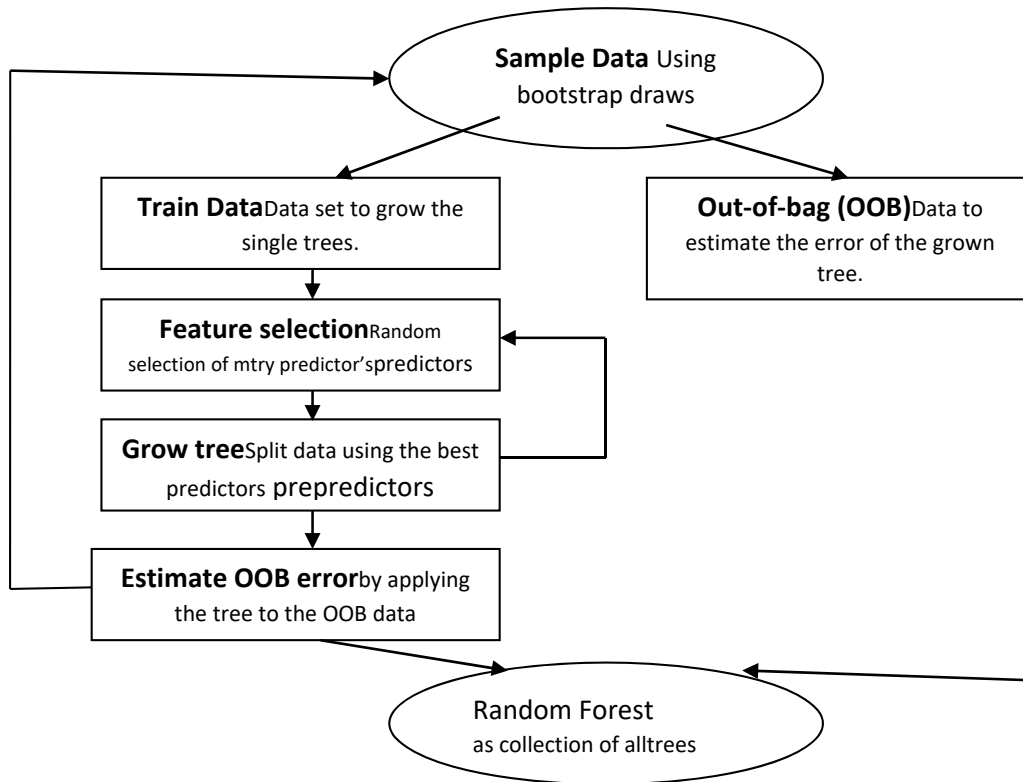 Sample Data Using
bootstrap draws
Train DataData set to grow the
single trees.
Out-of-bag (OOB)Data to
estimate the error of the grown
tree.
Feature selectionRandom
selection of mtry predictor’spredictors
Grow treeSplit data using the best
predictors prepredictors
Estimate OOB errorby applying
the tree to the OOB data
Random Forest
as collection of alltrees